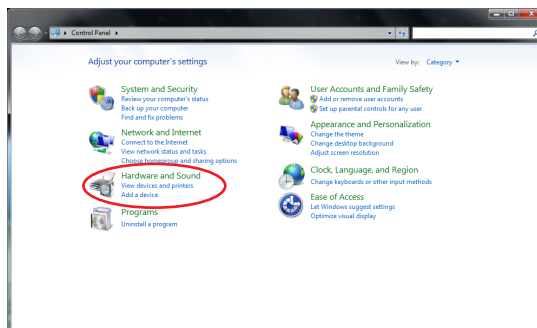 Control Panel
Adjust your computer's settings
View by: Category
System and Security
Review your computer's status
Back up your computer
Find and fix problems
Network and Internet
Connect to the Internet
View network status and tasks
Choose homegroup and sharing options
Hardware and Sound
View devices and printers
Add a device
Programs
Uninstall a program
User Accounts and Family Safety
Add or remove user accounts
Set up parental controls for any user
Appearance and Personalization
Change the theme
Change desktop background
Adjust screen resolution
Clock, Language, and Region
Change keyboards or other input methods
Ease of Access
Let Windows suggest settings
Optimize visual display